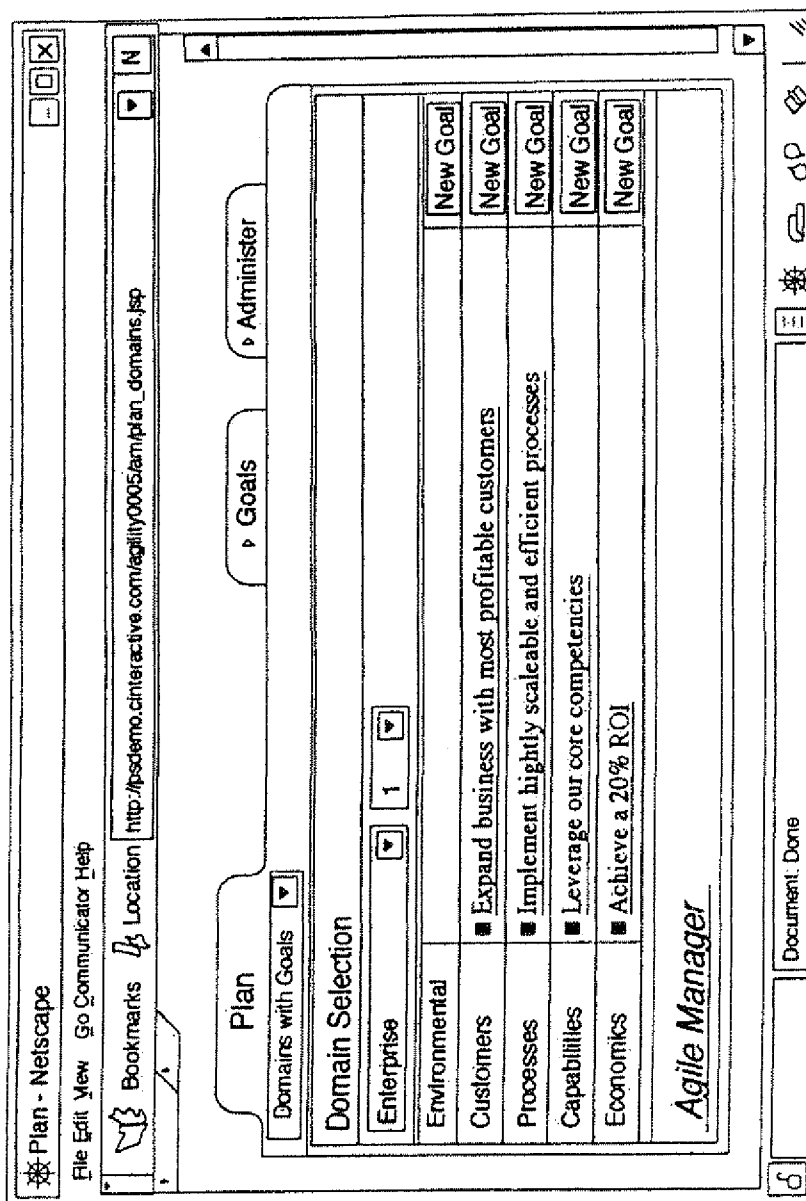 Plan - Netscape
File Edit View Go Communicator Help
Bookmarks Location http://psdemo.cinteractive.com/agility0005/am/plan_domains.jsp
N
Plan Goals Administer
Domains with Goals
Domain Selection
Enterprise 1
Environmental New Goal
Customers Expand business with most profitable customers New Goal
Processes Implement hightly scaleable and efficient processes New Goal
Capabilities Leverage our core competencies New Goal
Economics Achieve a 20% ROI New Goal
Agile Manager
Document: Done